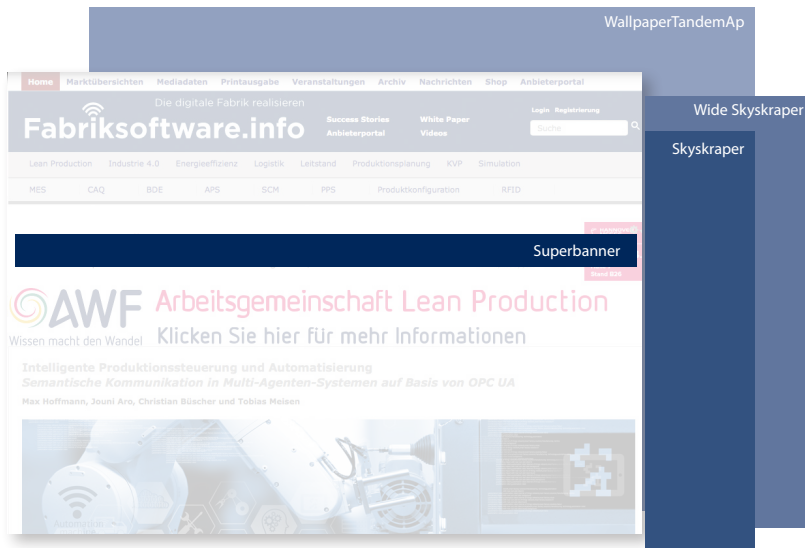 WallpaperTandemAp
Home Marktübersichten Mediadaten Printausgabe Veranstaltungen Archiv Nachrichten Shop Anbieterportal
Wide Skyskraper
Die digitale Fabrik realisieren
Login Registrierung
Fabriksoftware.info
Success Stories White Paper
Anbieterportal Videos
Suche
Skyskraper
Lean Production Industrie 4.0 Energieeffizienz Logistik Leitstand Produktionsplanung KVP Simulation
MES CAQ BDE APS SCM PPS Produktkonfiguration RFID
Superbanner
AWF Arbeitsgemeinschaft Lean Production
Wissen macht den Wandel Klicken Sie hier für mehr Informationen
Intelligente Produktionssteuerung und Automatisierung
Semantische Kommunikation in Multi-Agenten-Systemen auf Basis von OPC UA
Max Hoffmann, Jouni Aro, Christian Büscher und Tobias Meisen
Automation